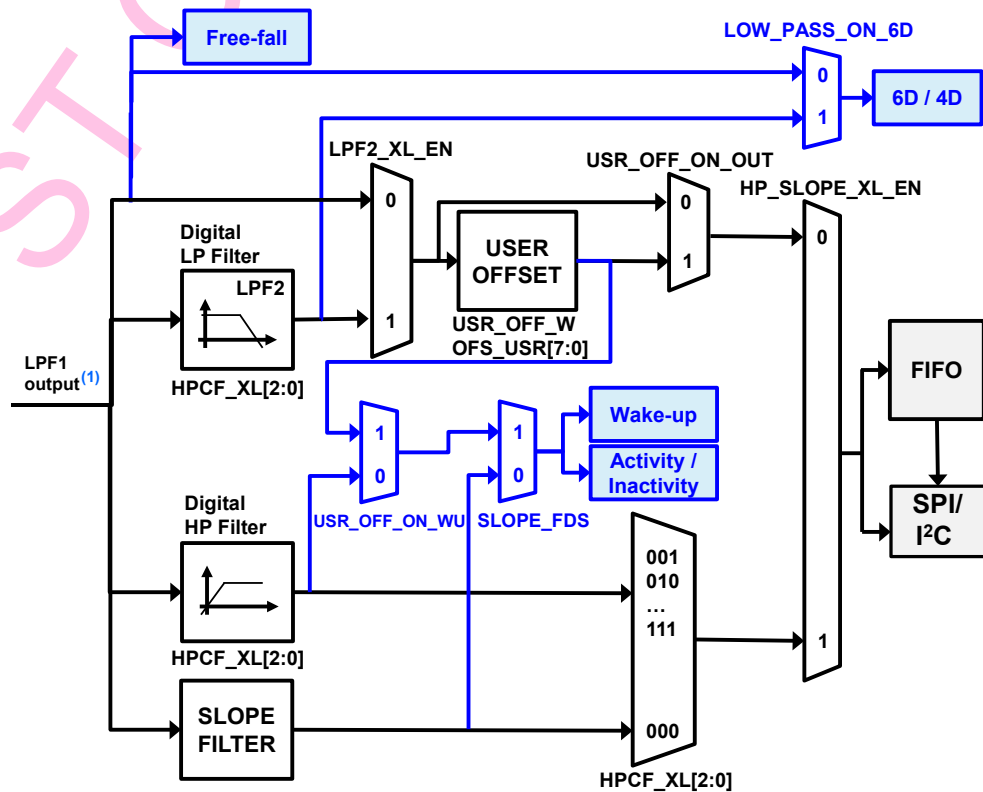 Free-fall
LOW_PASS_ON_6D
0
1
6D / 4D
LPF2_XL_EN
0
1
USR_OFF_ON_OUT
0
1
HP_SLOPE_XL_EN
0
1
Digital
LP Filter
LPF2
HPCF_XL[2:0]
USER
OFFSET
USR_OFF_W
OFS_USR[7:0]
LPF1
output(1)
FIFO
SPI/
I²C
1
0
USR_OFF_ON_WU
1
0
SLOPE_FDS
Wake-up
Activity /
Inactivity
Digital
HP Filter
HPCF_XL[2:0]
001
010
...
111
000
HPCF_XL[2:0]
SLOPE
FILTER